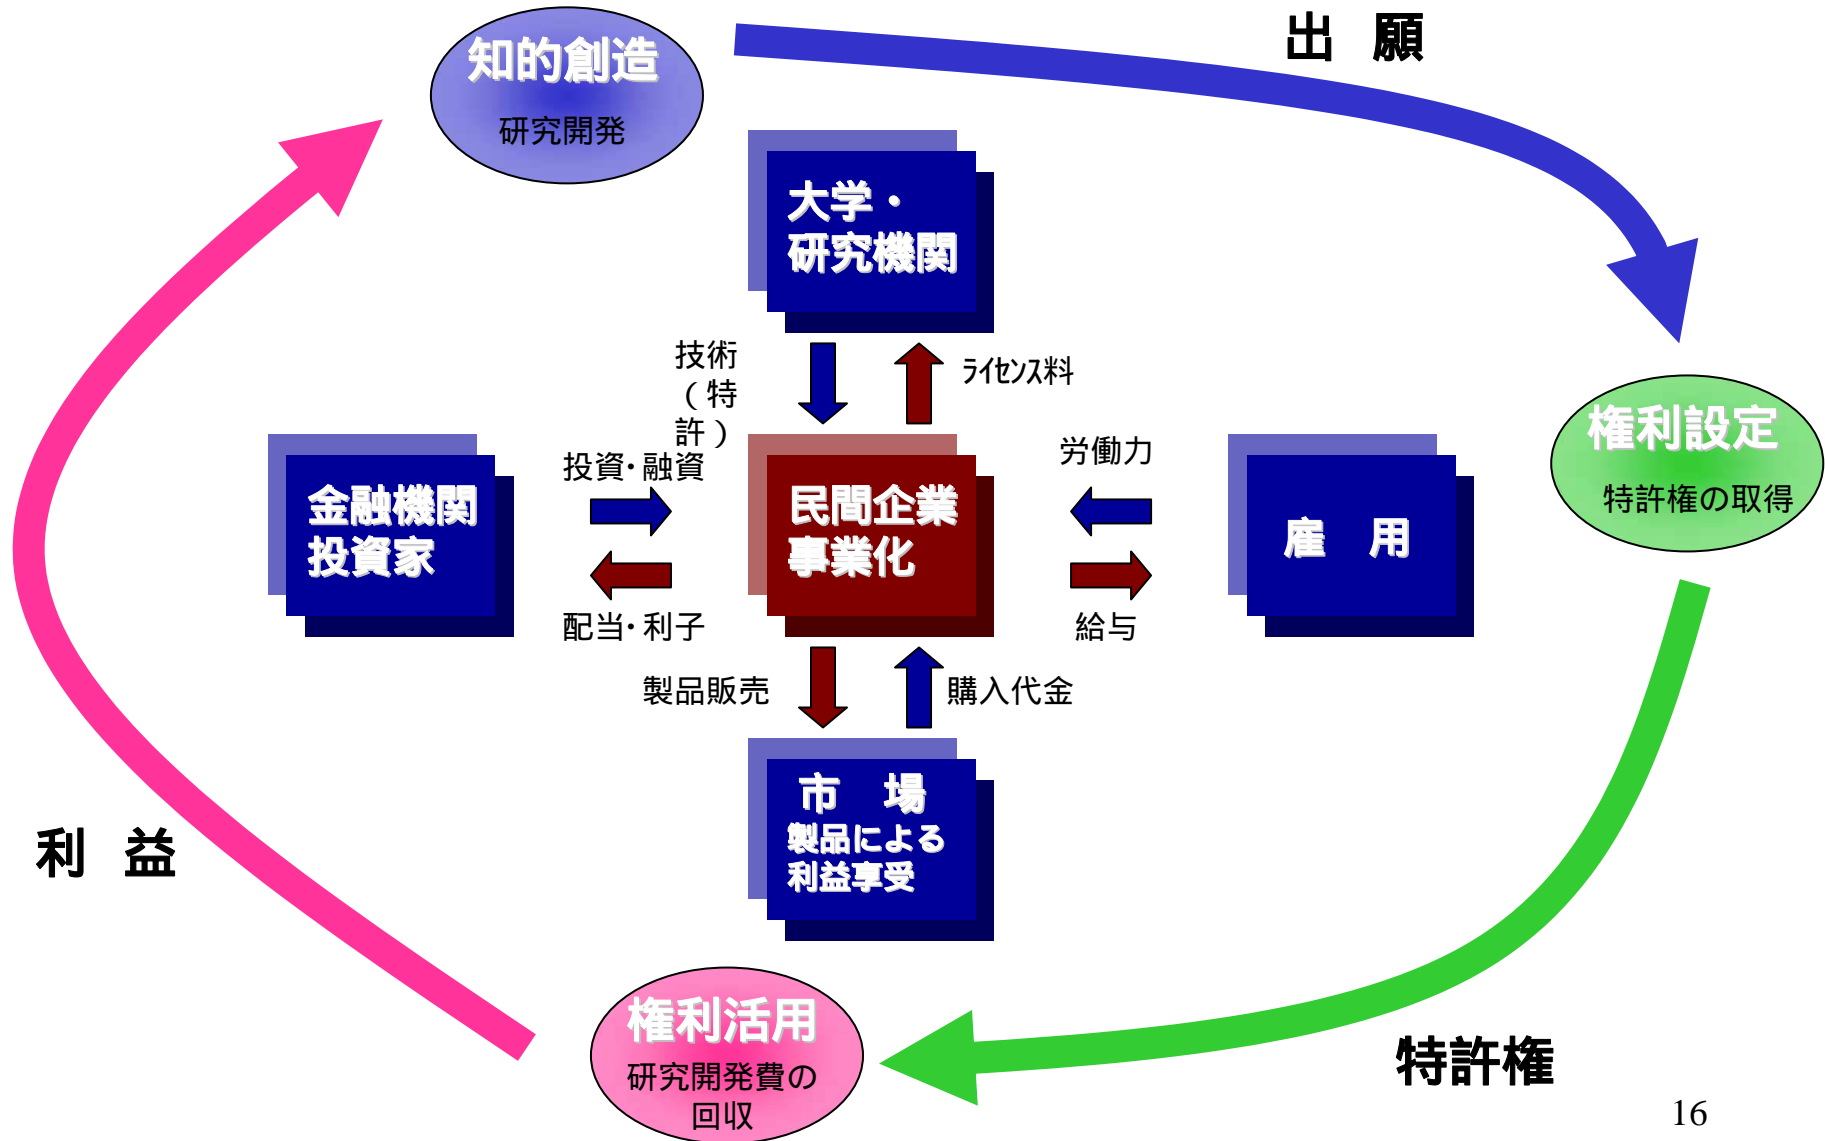 出 願
知的創造
研究開発
大学・
研究機関
技術
(特
許)
ﾗｲｾﾝｽ料
権利設定
特許権の取得
投資・融資
労働力
金融機関
投資家
民間企業
事業化
雇 用
配当・利子
給与
製品販売
購入代金
市 場
製品による
利益享受
利 益
権利活用
研究開発費の
回収
特許権
16